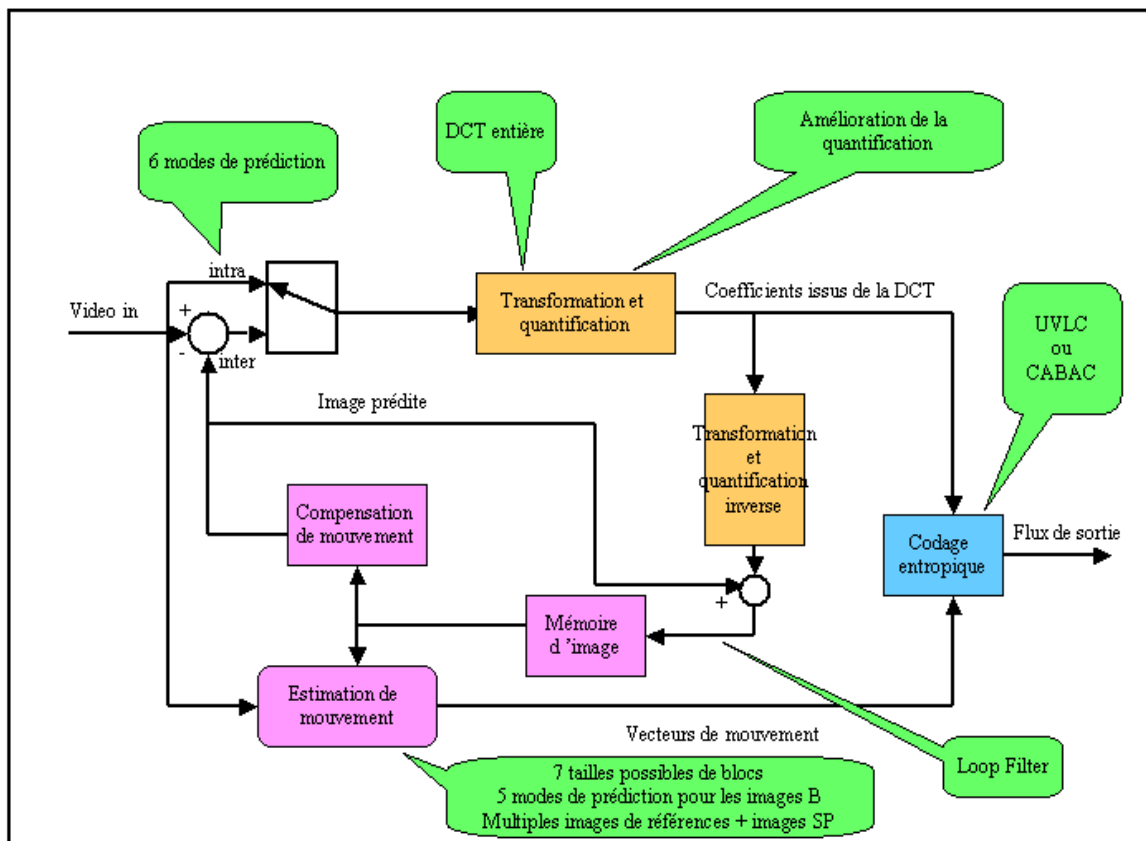 DCT entière
Amélioration de la
quantification
6 modes de prédiction
intra
Transformation et
quantification
Coefficients issus de la DCT
Video in
+
-
inter
UVLC
ou
CABAC
Image prédite
Transformation
et
quantification
inverse
Compensation
de mouvement
Codage
entropique
Flux de sortie
+
Mémoire
d ’image
Estimation de
mouvement
Vecteurs de mouvement
Loop Filter
7 tailles possibles de blocs
5 modes de prédiction pour les images B
Multiples images de références + images SP